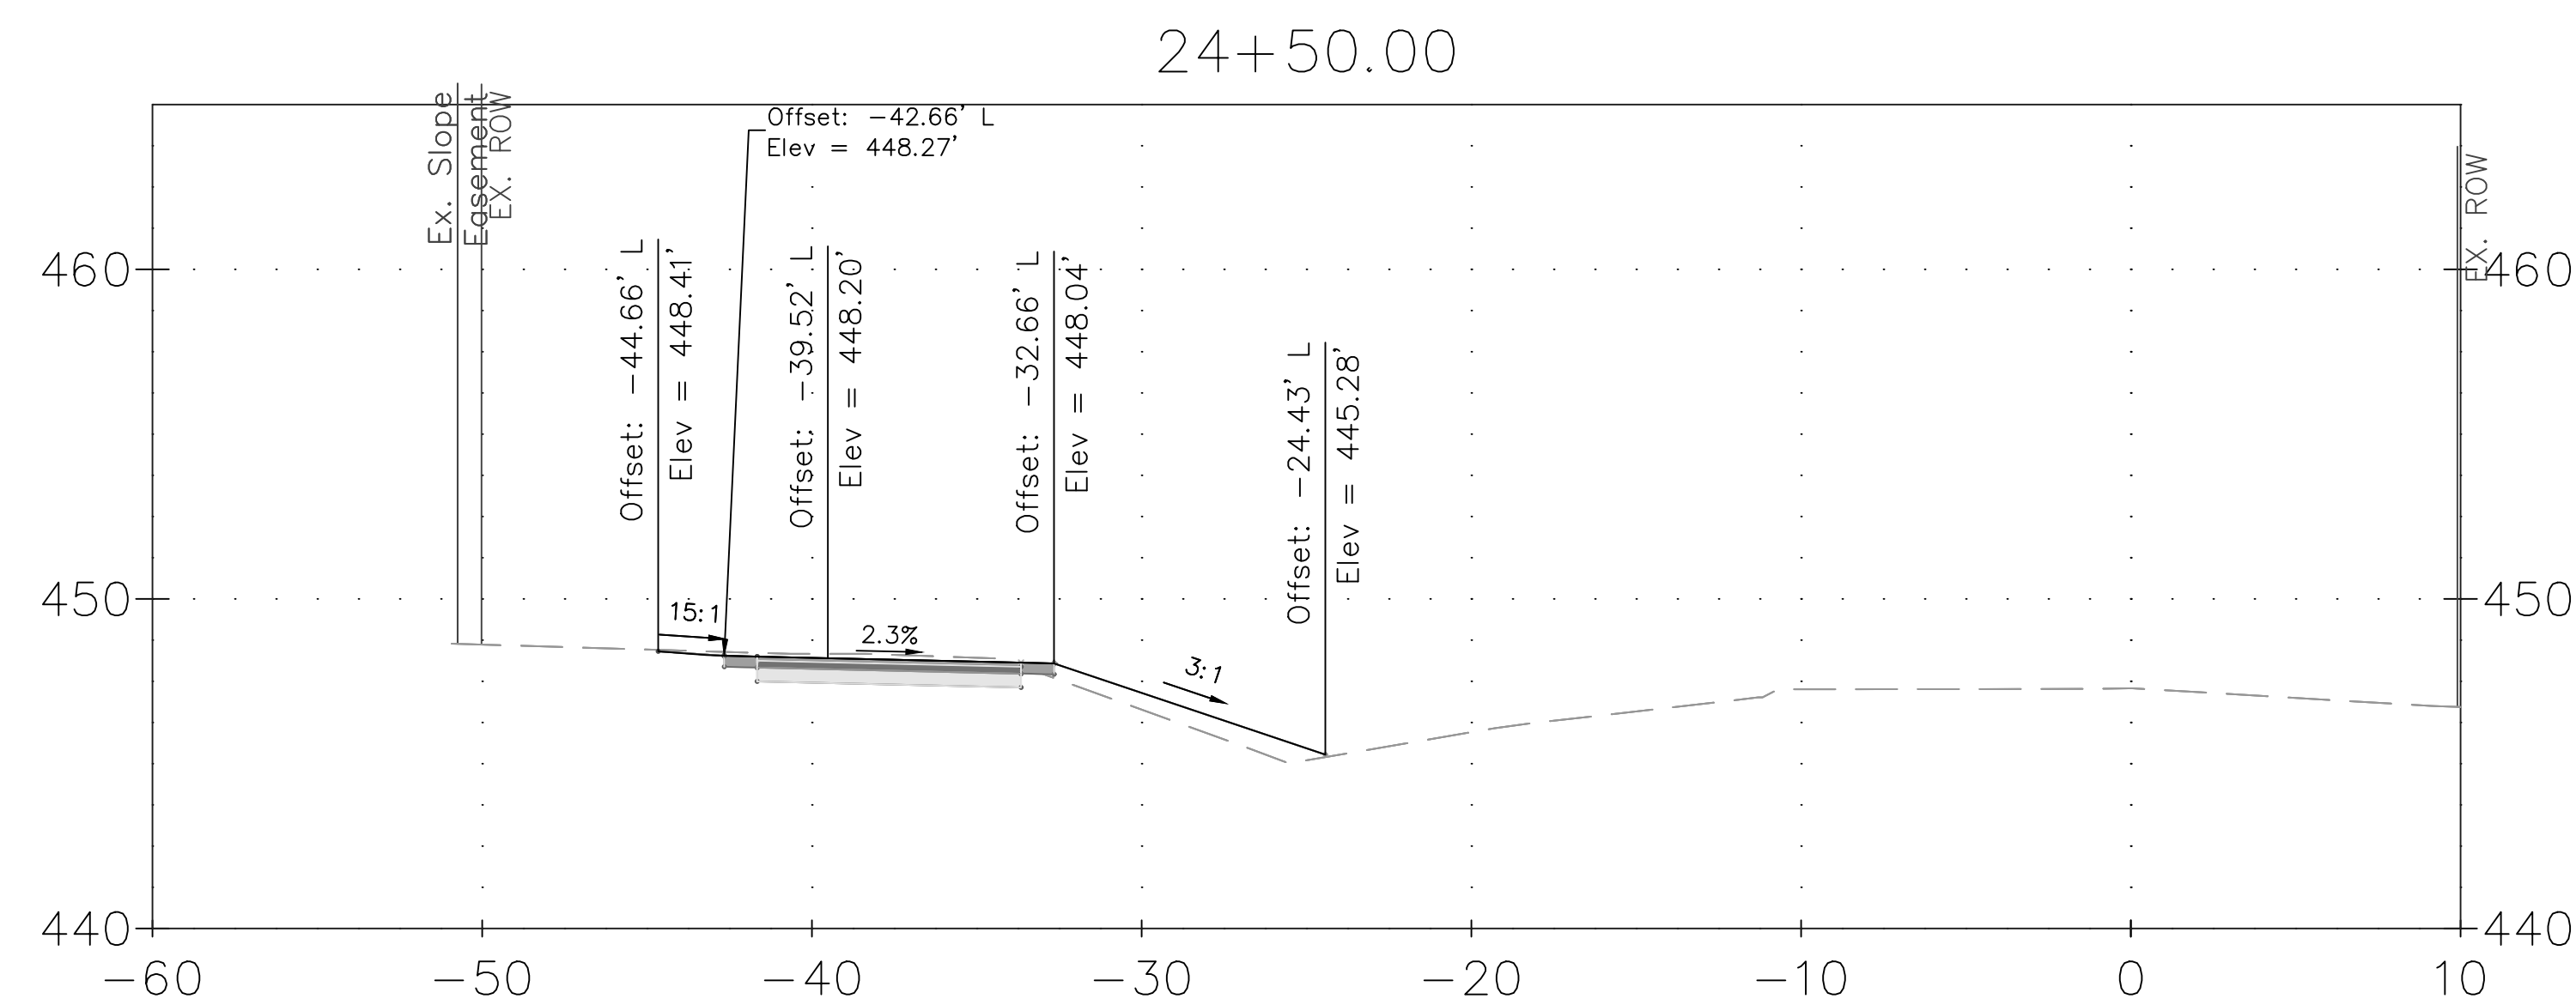 24+50.00
Ex. Slope
Easement
EX. ROW
Offset: -42.66' L
Elev = 448.27'
EX. ROW
Offset: -44.66' L
Elev = 448.41'
Offset: -39.52' L
Elev = 448.20'
Offset: -32.66' L
Elev = 448.04'
Offset: -24.43' L
Elev = 445.28'
460
460
450
450
15:1
2.3%
3:1
440
440
-60
-50
-40
-30
-20
-10
0
10